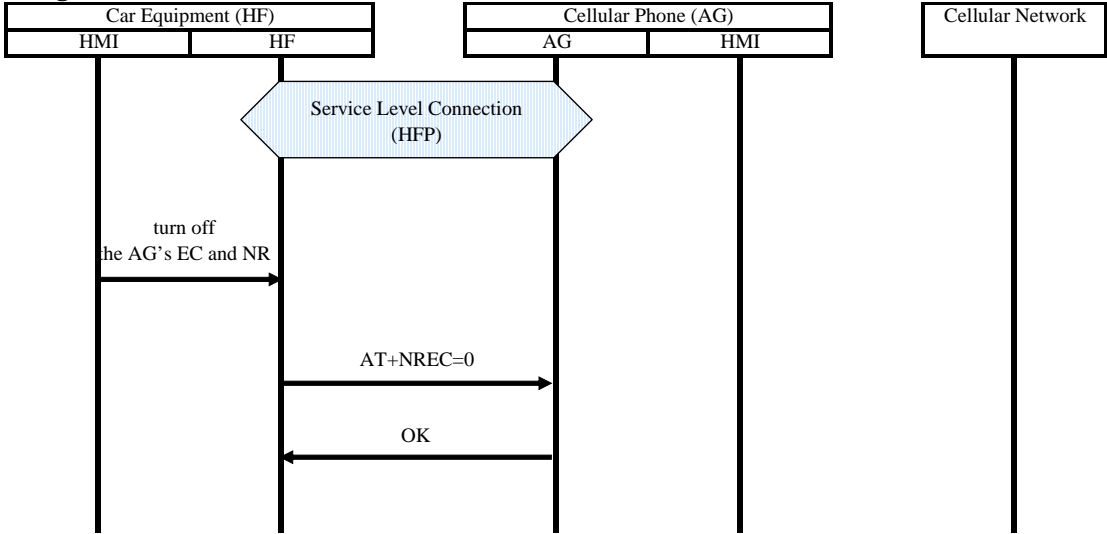 Car Equipment (HF)
Cellular Phone (AG)
Cellular Network
HMI
HF
AG
HMI
Service Level Connection
(HFP)
turn off
the AG’s EC and NR
AT+NREC=0
OK